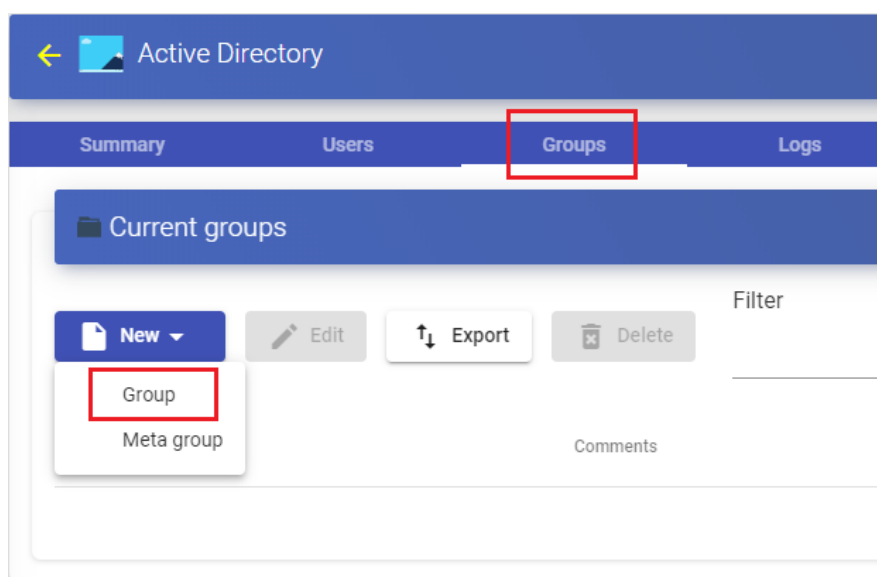 Active Directory
Summary Users Groups Logs
Current groups
Filter
New Edit Export Delete
Group
Meta group
Comments